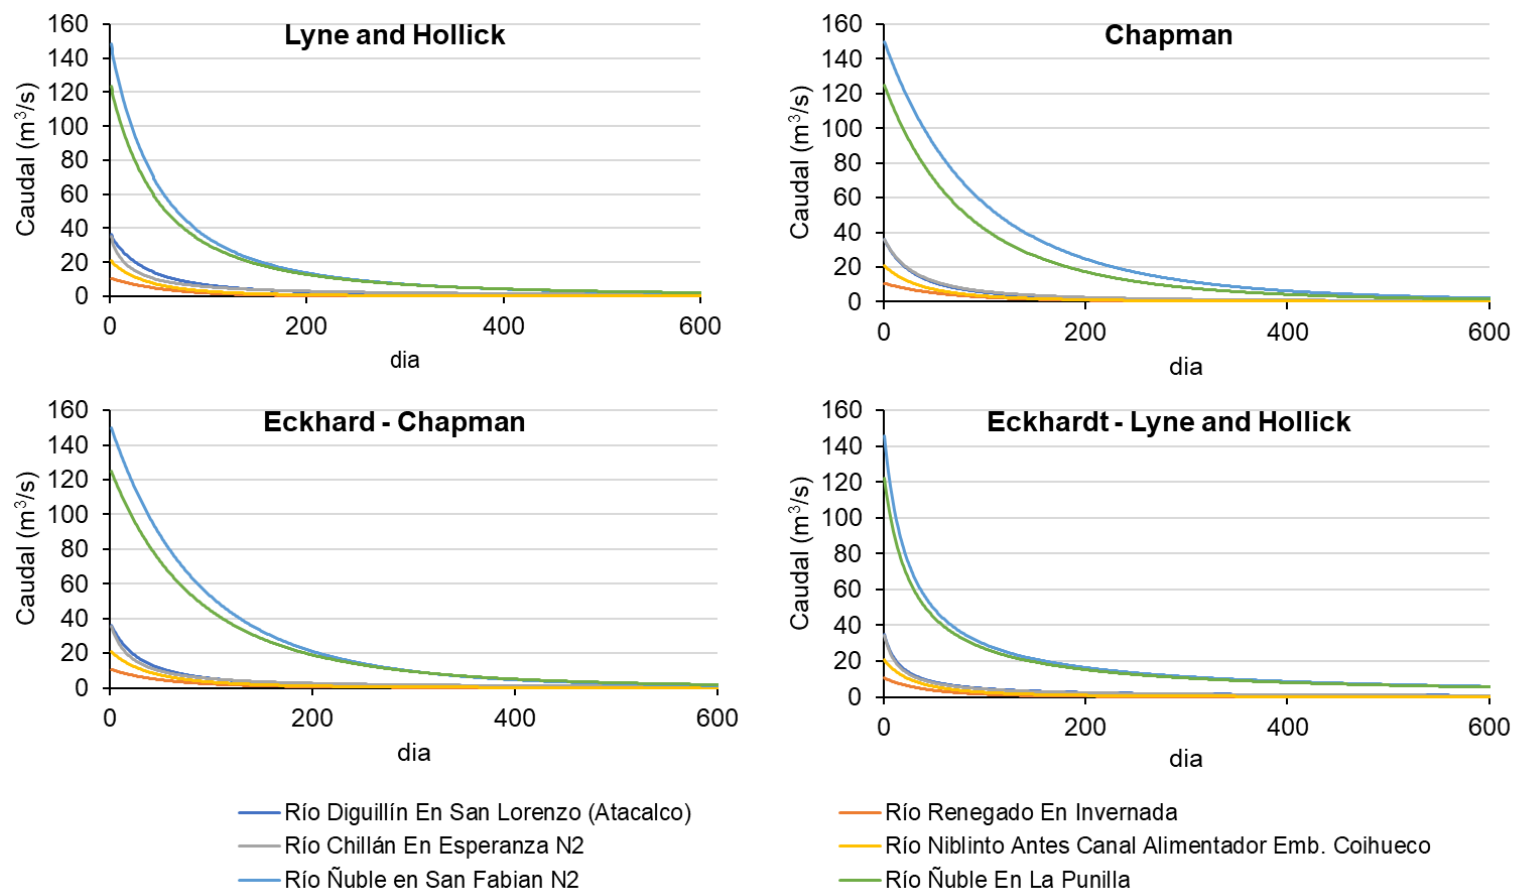 Lyne and Hollick
Caudal (m³/s)
160
140
120
100
80
60
40
20
0
0 200 400 600
dia
Chapman
Caudal (m³/s)
160
140
120
100
80
60
40
20
0
0 200 400 600
dia
Eckhard - Chapman
Caudal (m³/s)
160
140
120
100
80
60
40
20
0
0 200 400 600
dia
Eckhardt - Lyne and Hollick
Caudal (m³/s)
160
140
120
100
80
60
40
20
0
0 200 400 600
dia
Río Diguillín En San Lorenzo (Atacalco)
Río Renegado En Invernada
Río Chillán En Esperanza N2
Río Niblinto Antes Canal Alimentador Emb. Coihueco
Río Ñuble en San Fabian N2
Río Ñuble En La Punilla